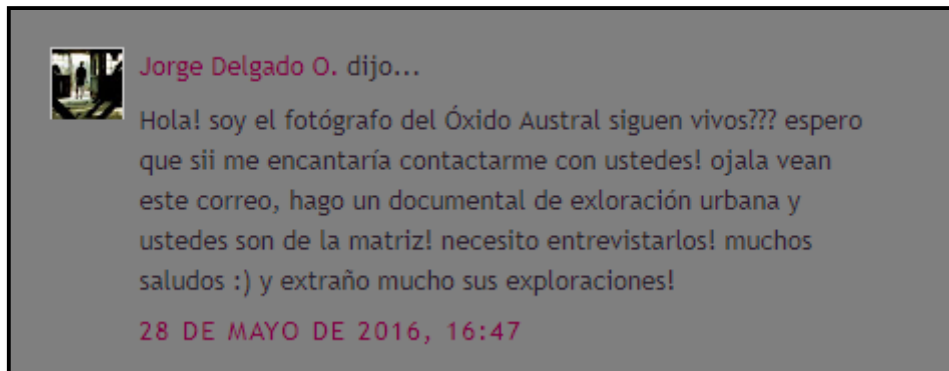 Jorge Delgado O. dijo...
Hola! soy el fotógrafo del Óxido Austral siguen vivos??? espero
que sii me encantaría contactarme con ustedes! ojala vean
este correo, hago un documental de exloración urbana y
ustedes son de la matriz! necesito entrevistarlos! muchos
saludos :) y extraño mucho sus exploraciones!
28 DE MAYO DE 2016, 16:47